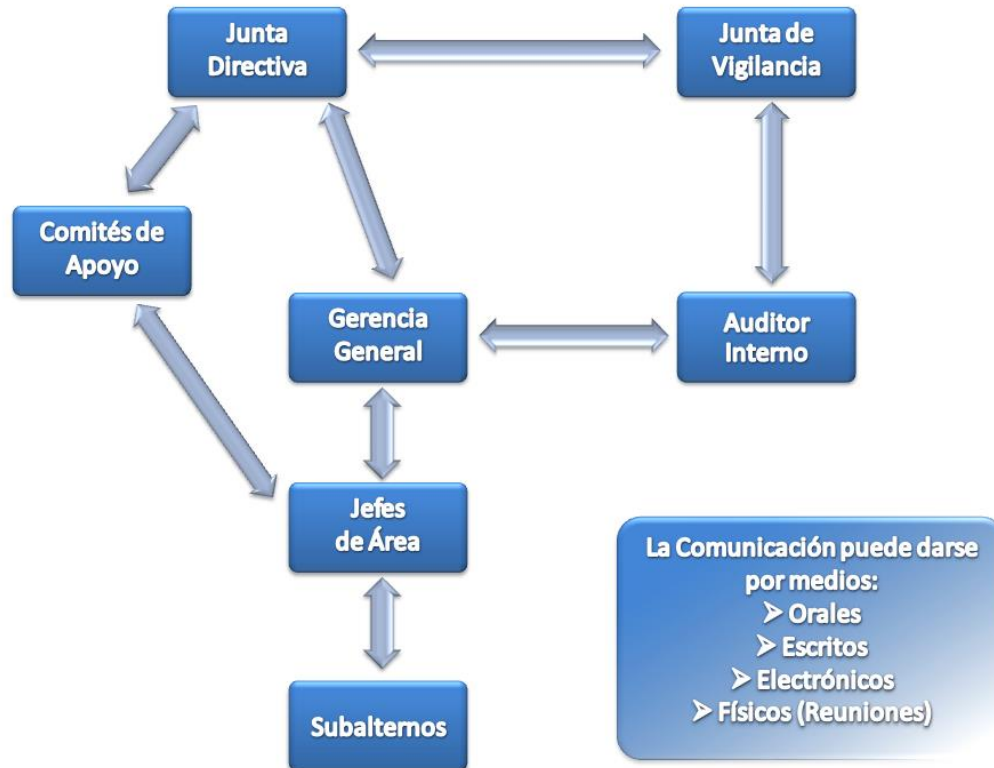 Junta
Directiva
Junta de
Vigilancia
Comités de
Apoyo
Gerencia
General
Auditor
Interno
Jefes
de Área
La Comunicación puede darse
por medios:
➢ Orales
➢ Escritos
➢ Electrónicos
➢ Físicos (Reuniones)
Subalternos